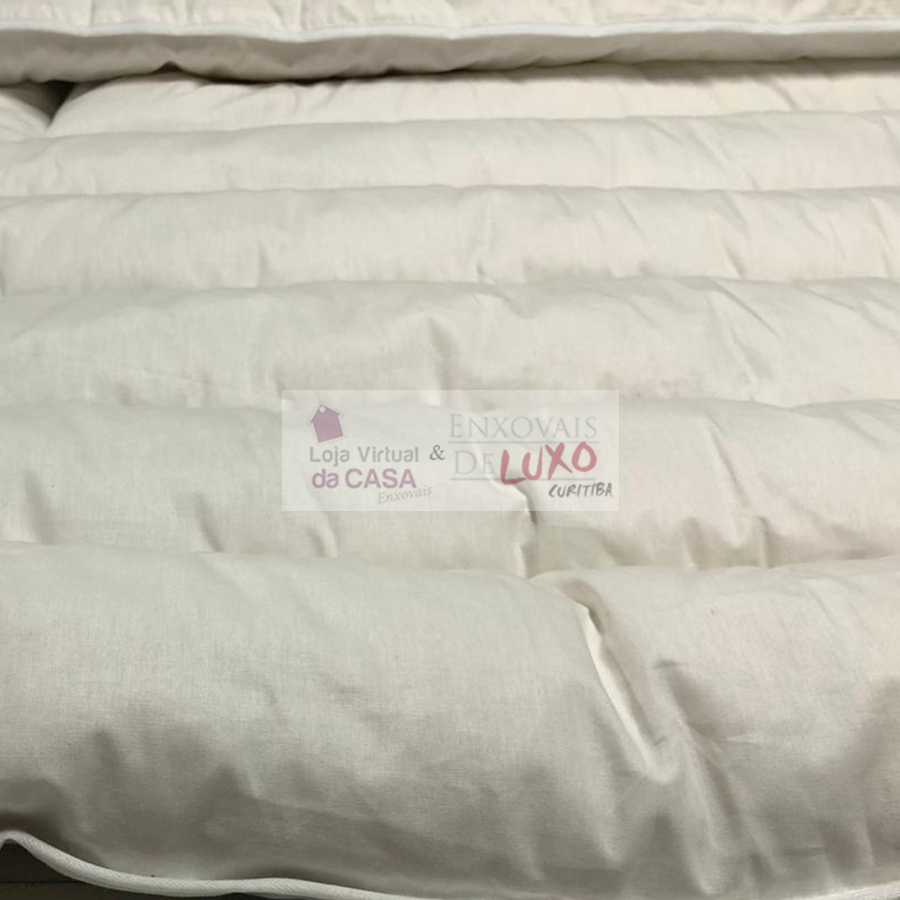 Loja Virtual
da CASA
Enxovais
&
ENXOVAIS
DE LUXO
CURITIBA